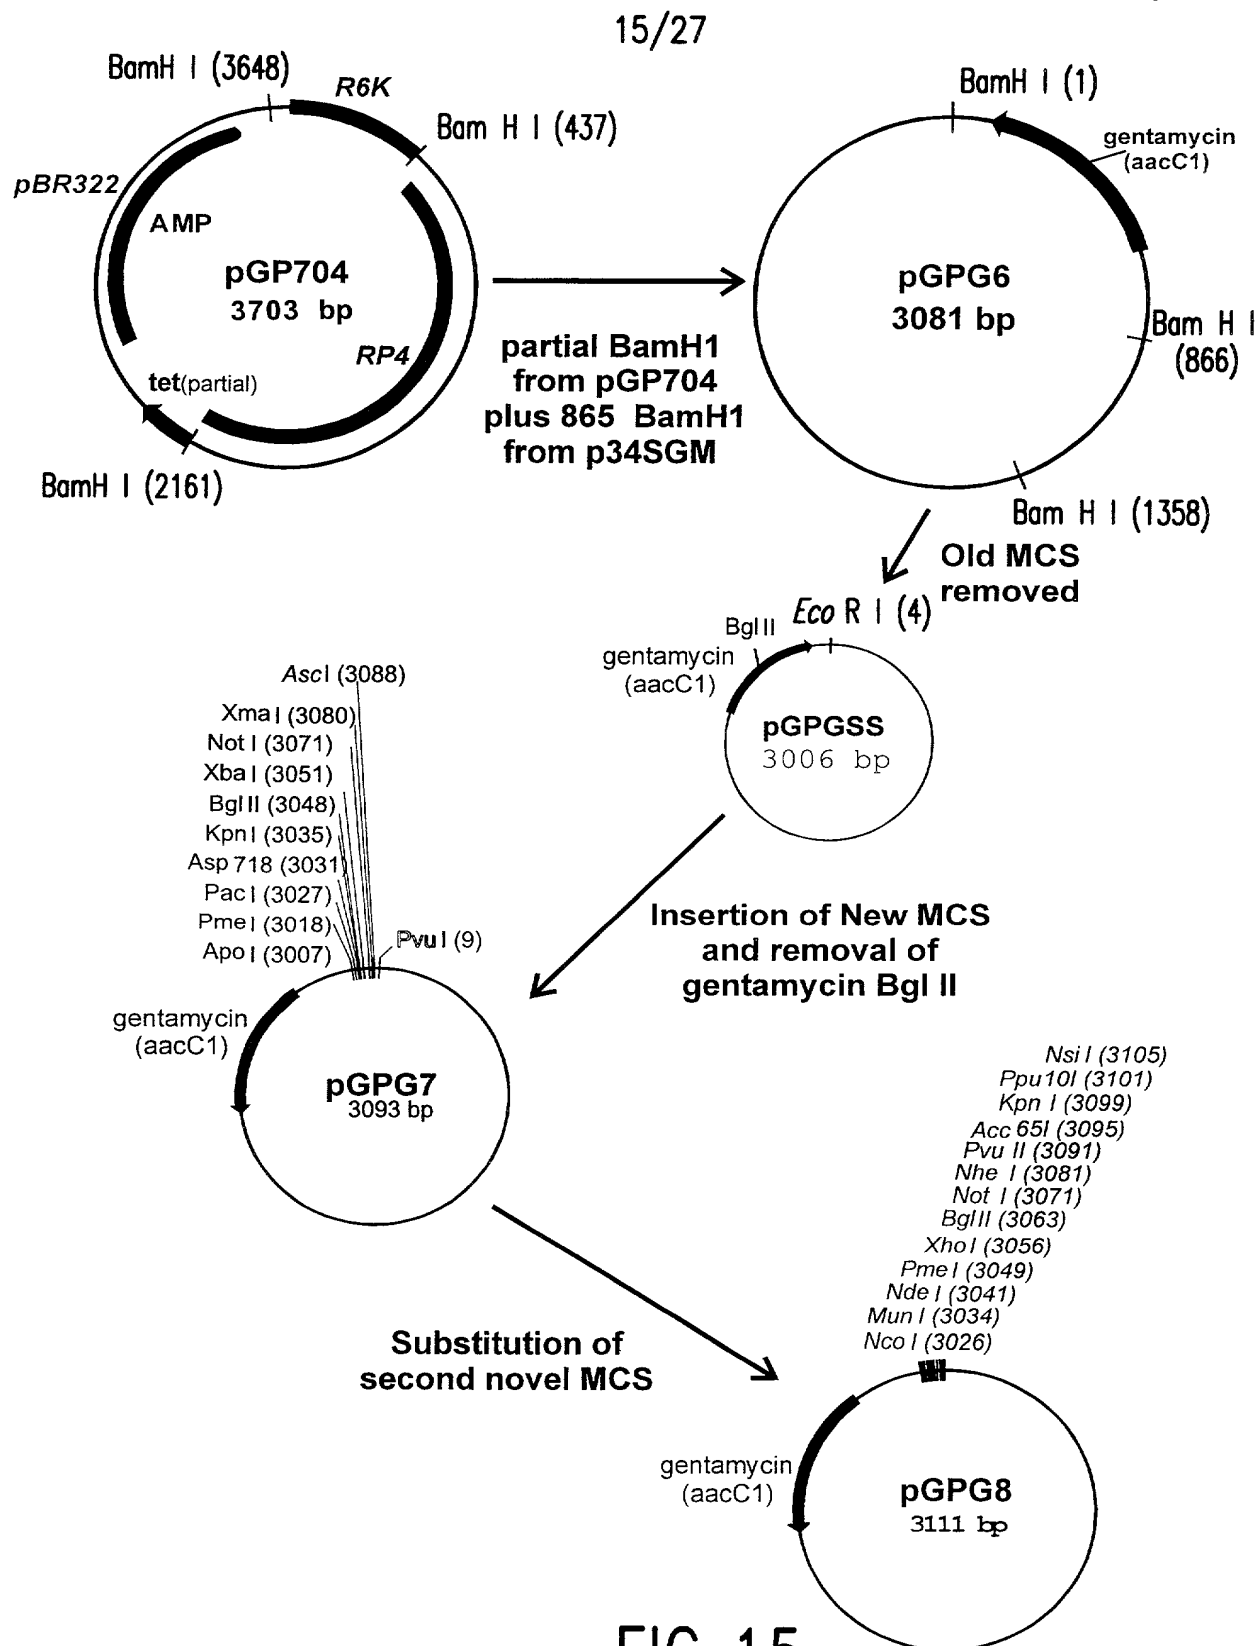 15/27
BamH I (3648)
R6K
Bam H I (437)
pBR322
AMP
pGP704
3703 bp
RP4
tet(partial)
BamH I (2161)
partial BamH1
from pGP704
plus 865 BamH1
from p34SGM
BamH I (1)
gentamycin
(aacC1)
pGPG6
3081 bp
Bam H I
(866)
Bam H I (1358)
Old MCS
removed
Eco R I (4)
Bgl II
gentamycin
(aacC1)
pGPGSS
3006 bp
AscI (3088)
Xma I (3080)
Not I (3071)
Xba I (3051)
Bgl II (3048)
Kpn I (3035)
Asp 718 (3031)
Pac I (3027)
Pme I (3018)
Apo I (3007)
Pvu I (9)
gentamycin
(aacC1)
pGPG7
3093 bp
Insertion of New MCS
and removal of
gentamycin Bgl II
Nsi I (3105)
Ppu10I (3101)
Kpn I (3099)
Acc 65I (3095)
Pvu II (3091)
Nhe I (3081)
Not I (3071)
Bgl II (3063)
Xho I (3056)
Pme I (3049)
Nde I (3041)
Mun I (3034)
Nco I (3026)
Substitution of
second novel MCS
gentamycin
(aacC1)
pGPG8
3111 bp
FIG. 15